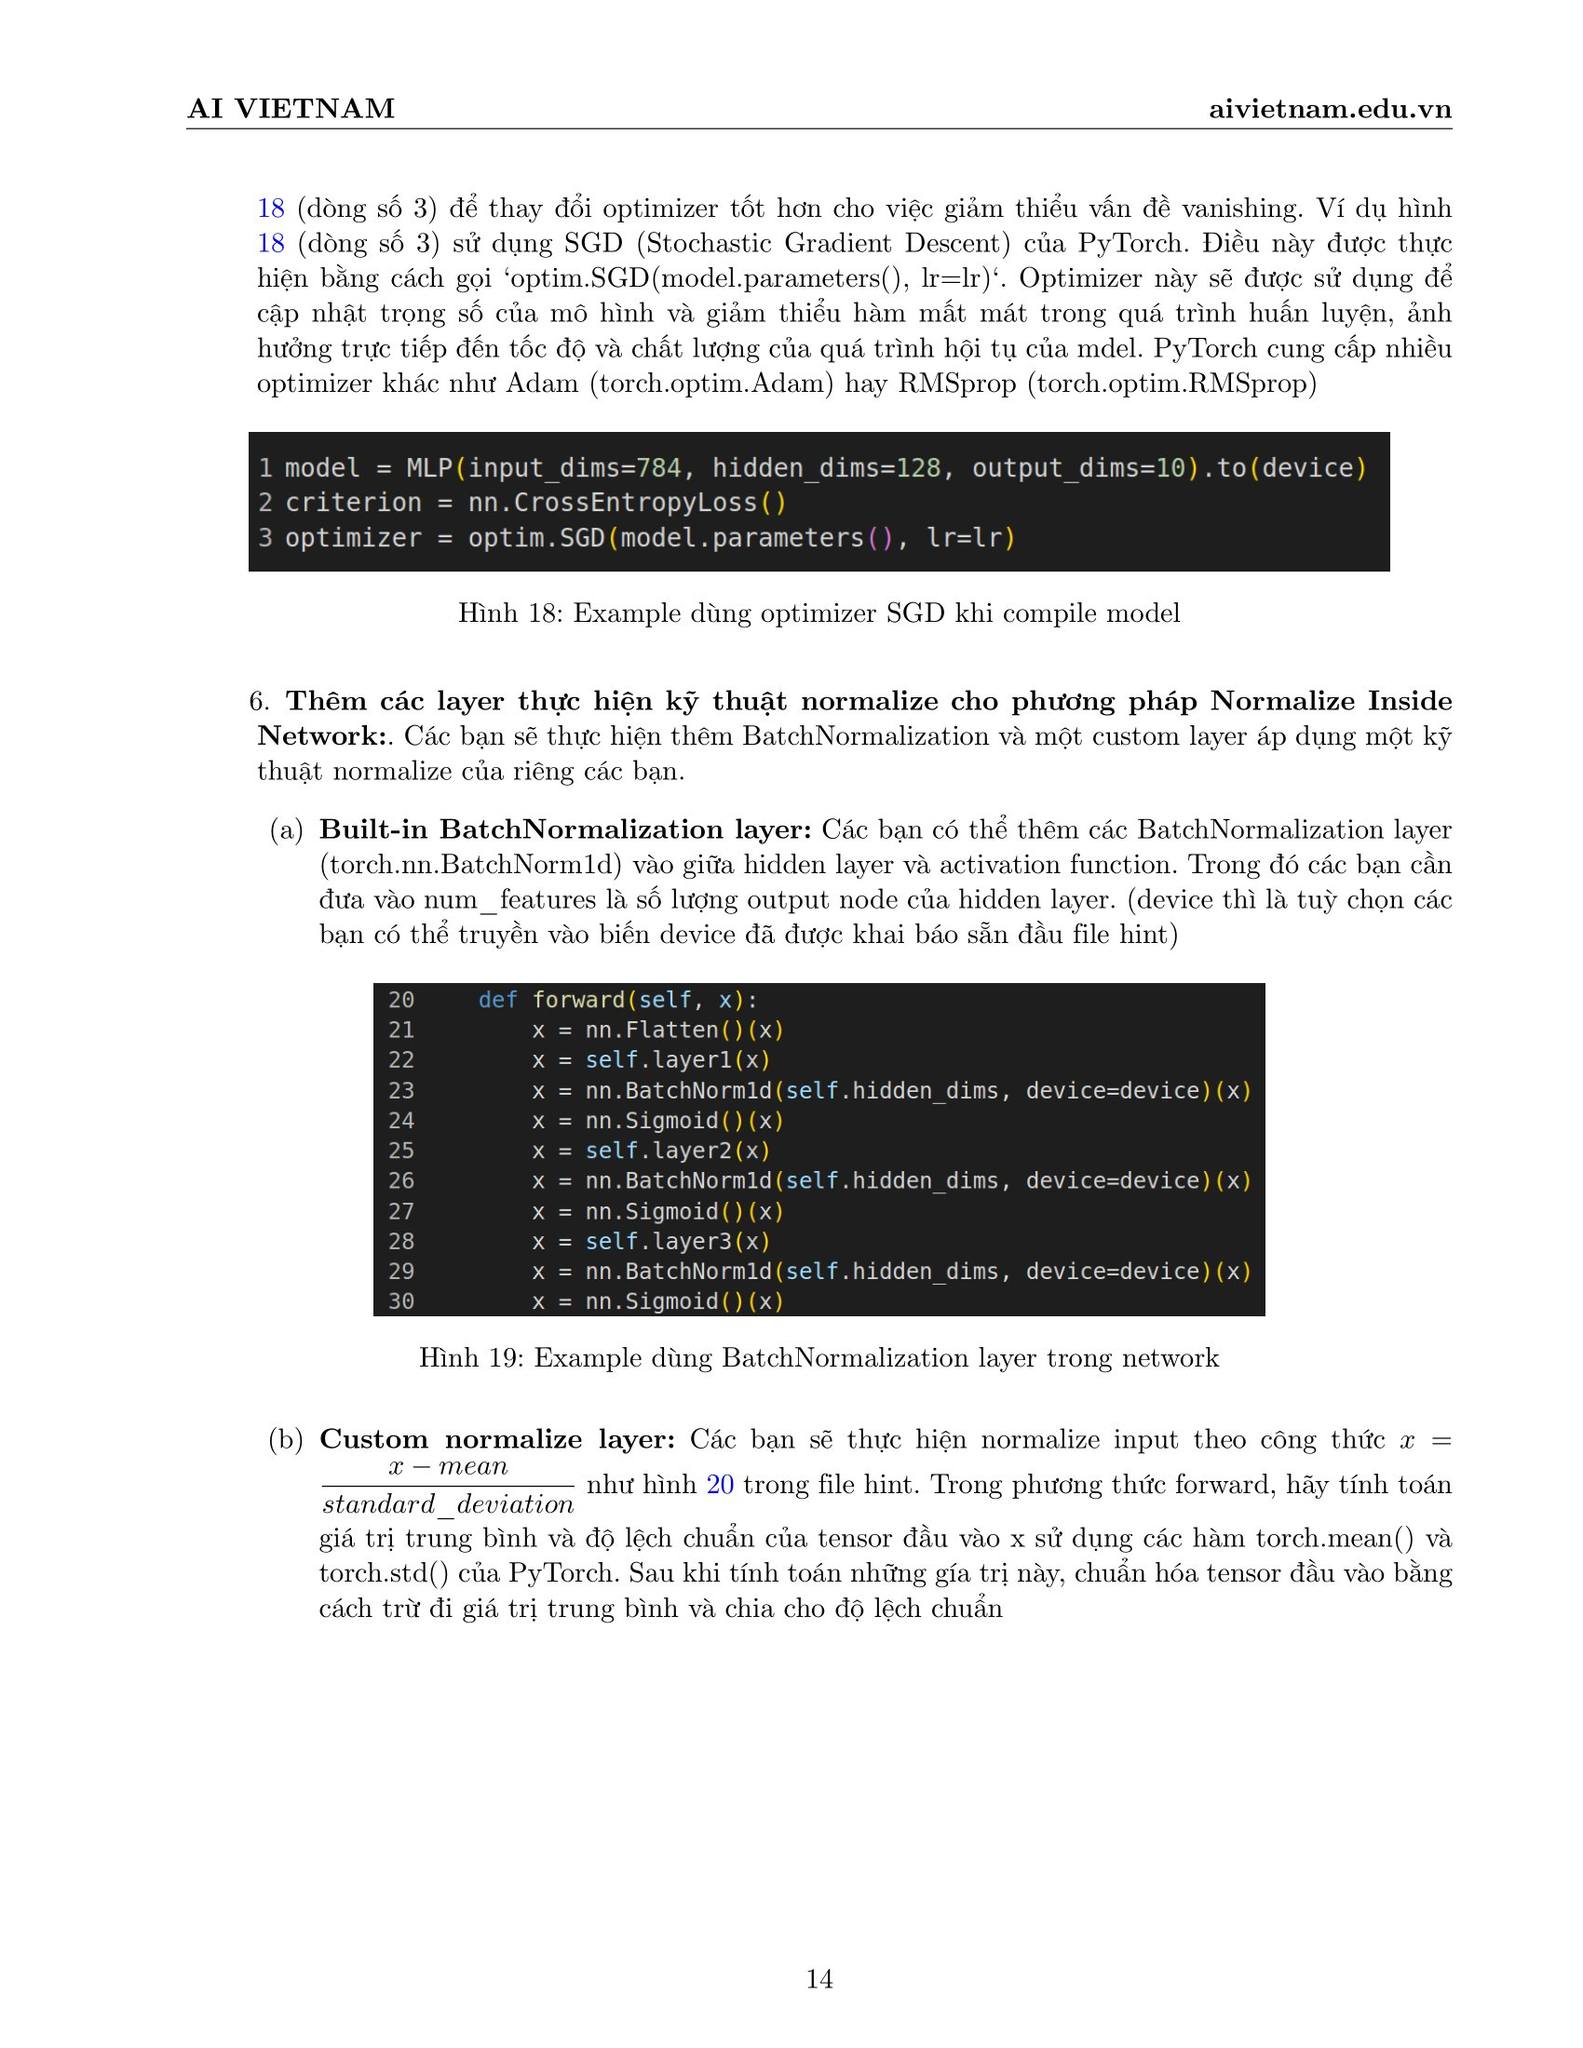 AI VIETNAM aivietnam.edu.vn
18 (dòng số 3) để thay đổi optimizer tốt hơn cho việc giảm thiểu vấn đề vanishing. Ví dụ hình
18 (dòng số 3) sử dụng SGD (Stochastic Gradient Descent) của PyTorch. Điều này được thực
hiện bằng cách gọi ‘optim.SGD(model.parameters(), lr=lr)‘. Optimizer này sẽ được sử dụng để
cập nhật trọng số của mô hình và giảm thiểu hàm mất mát trong quá trình huấn luyện, ảnh
hưởng trực tiếp đến tốc độ và chất lượng của quá trình hội tụ của mdel. PyTorch cung cấp nhiều
optimizer khác như Adam (torch.optim.Adam) hay RMSprop (torch.optim.RMSprop)
1 model = MLP(input_dims=784, hidden_dims=128, output_dims=10).to(device)
2 criterion = nn.CrossEntropyLoss()
3 optimizer = optim.SGD(model.parameters(), lr=lr)
Hình 18: Example dùng optimizer SGD khi compile model
6. Thêm các layer thực hiện kỹ thuật normalize cho phương pháp Normalize Inside
Network:. Các bạn sẽ thực hiện thêm BatchNormalization và một custom layer áp dụng một kỹ
thuật normalize của riêng các bạn.
(a) Built-in BatchNormalization layer: Các bạn có thể thêm các BatchNormalization layer
(torch.nn.BatchNorm1d) vào giữa hidden layer và activation function. Trong đó các bạn cần
đưa vào num_features là số lượng output node của hidden layer. (device thì là tuỳ chọn các
bạn có thể truyền vào biến device đã được khai báo sẵn đầu file hint)
20 def forward(self, x):
21 x = nn.Flatten()(x)
22 x = self.layer1(x)
23 x = nn.BatchNorm1d(self.hidden_dims, device=device)(x)
24 x = nn.Sigmoid()(x)
25 x = self.layer2(x)
26 x = nn.BatchNorm1d(self.hidden_dims, device=device)(x)
27 x = nn.Sigmoid()(x)
28 x = self.layer3(x)
29 x = nn.BatchNorm1d(self.hidden_dims, device=device)(x)
30 x = nn.Sigmoid()(x)
Hình 19: Example dùng BatchNormalization layer trong network
(b) Custom normalize layer: Các bạn sẽ thực hiện normalize input theo công thức x =
x − mean
standard_deviation như hình 20 trong file hint. Trong phương thức forward, hãy tính toán
giá trị trung bình và độ lệch chuẩn của tensor đầu vào x sử dụng các hàm torch.mean() và
torch.std() của PyTorch. Sau khi tính toán những gía trị này, chuẩn hóa tensor đầu vào bằng
cách trừ đi giá trị trung bình và chia cho độ lệch chuẩn
14